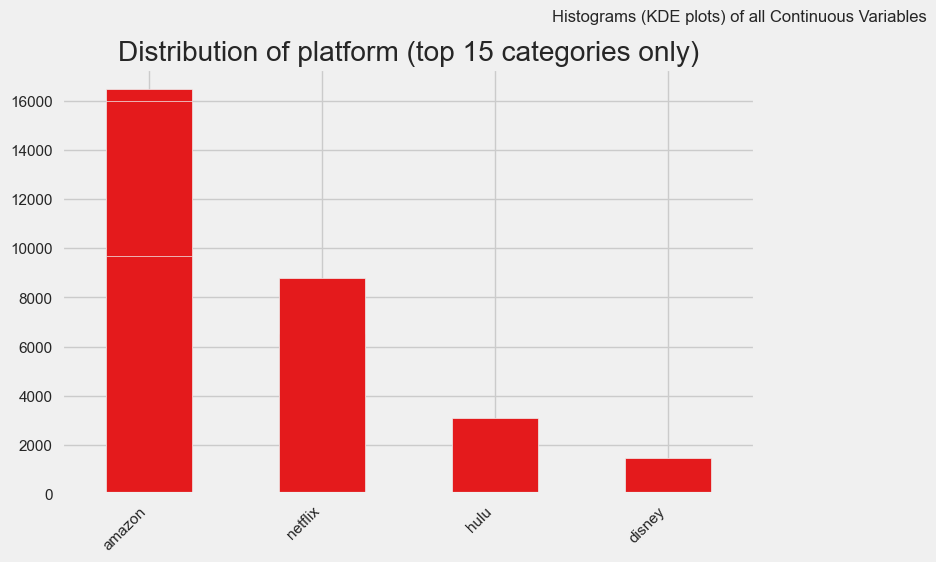 Histograms (KDE plots) of all Continuous Variables
Distribution of platform (top 15 categories only)
16000
14000
12000
10000
8000
6000
4000
2000
0
amazon
netflix
hulu
disney